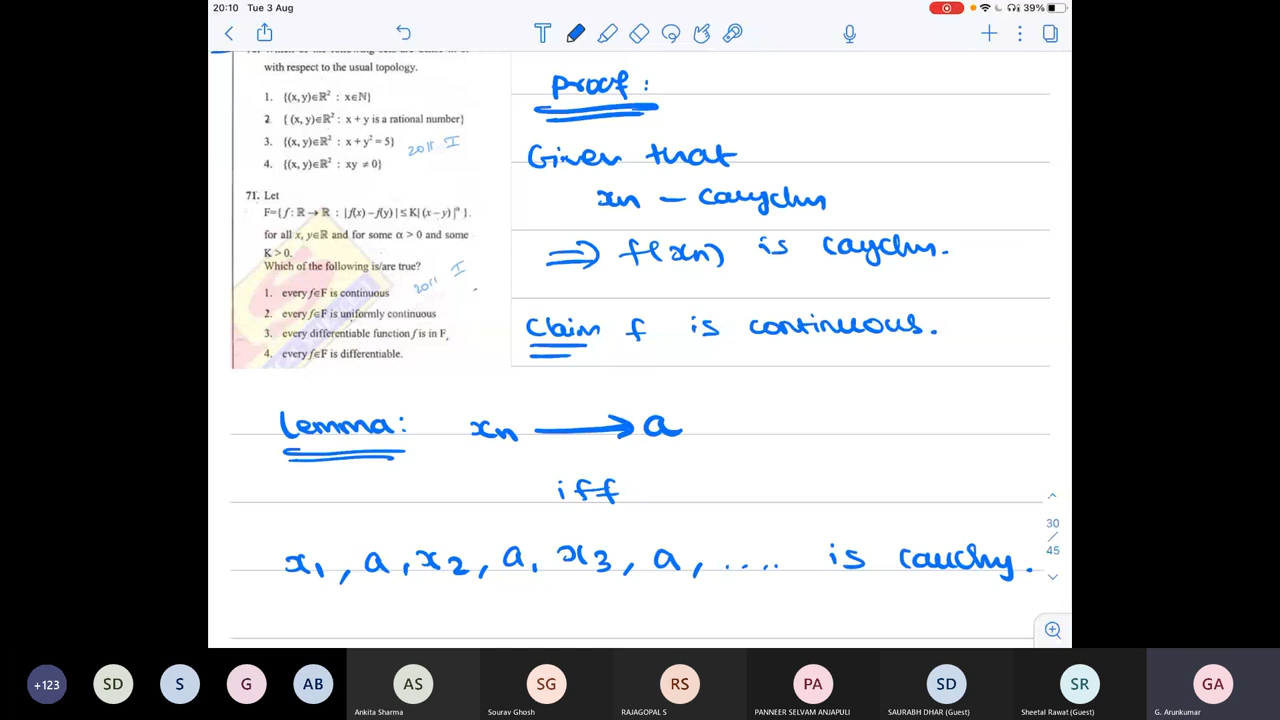 20:10 Tue 3 Aug
39%
with respect to the usual topology.
1. {(x, y)∈ℝ² : x∈ℕ}
2. { (x, y)∈ℝ² : x + y is a rational number}
3. {(x, y)∈ℝ² : x + y² = 5}
2011 I
4. {(x, y)∈ℝ² : xy ≠ 0}
71. Let
F={ f : ℝ → ℝ : |f(x) – f(y)| ≤ K|(x – y)|^α }.
for all x, y∈ℝ and for some α > 0 and some
K > 0.
Which of the following is/are true?
2011 I
1. every f∈F is continuous
2. every f∈F is uniformly continuous
3. every differentiable function f is in F
4. every f∈F is differentiable.
Proof :
Given that
xn –
⇒ f(xn) is
Claim f is continuous.
Lemma: xn → a
iff
x1, a, x2, a, x3, a, .... is cauchy.
30
/
45
+123
SD
S
G
AB
AS
SG
RS
PA
SD
SR
GA
Ankita Sharma
Sourav Ghosh
RAJAGOPAL S
PANNEER SELVAM ANJAPULI
SAURABH DHAR (Guest)
Sheetal Rawat (Guest)
G. Arunkumar